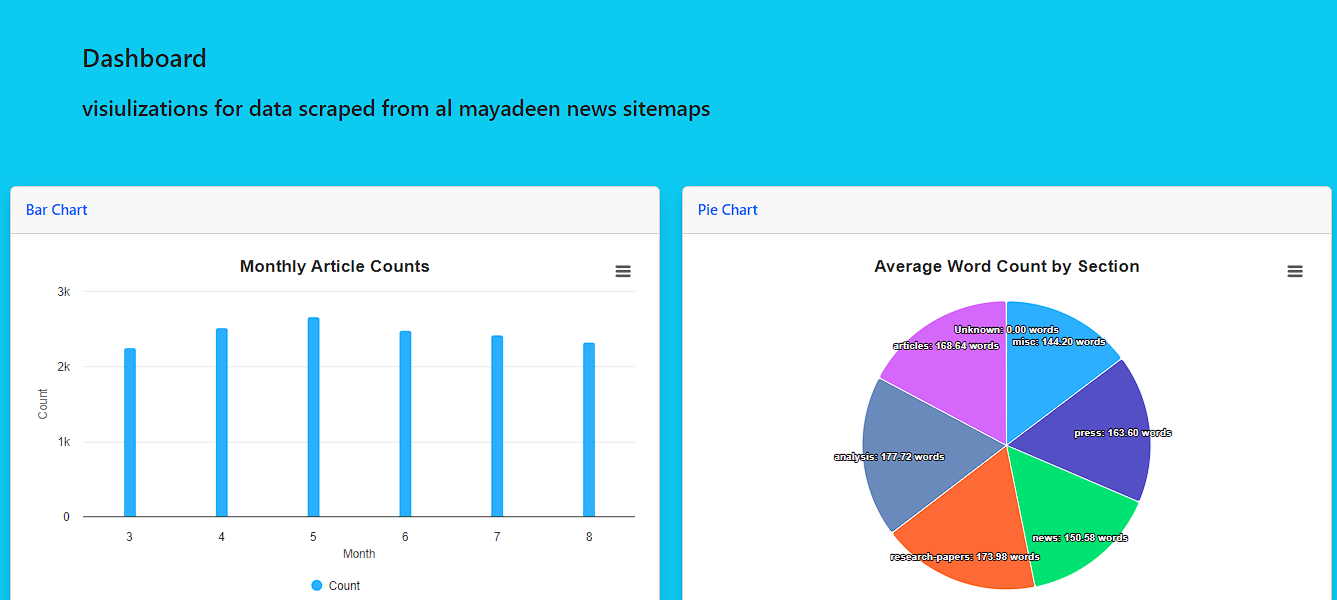 Dashboard
visiulizations for data scraped from al mayadeen news sitemaps
Bar Chart
Monthly Article Counts
3k
2k
1k
0
Count
3 4 5 6 7 8
Month
Count
Pie Chart
Average Word Count by Section
Unknown: 0.00 words
misc: 144.20 words
articles: 168.64 words
press: 163.60 words
analysis: 177.72 words
news: 150.58 words
research-papers: 173.98 words